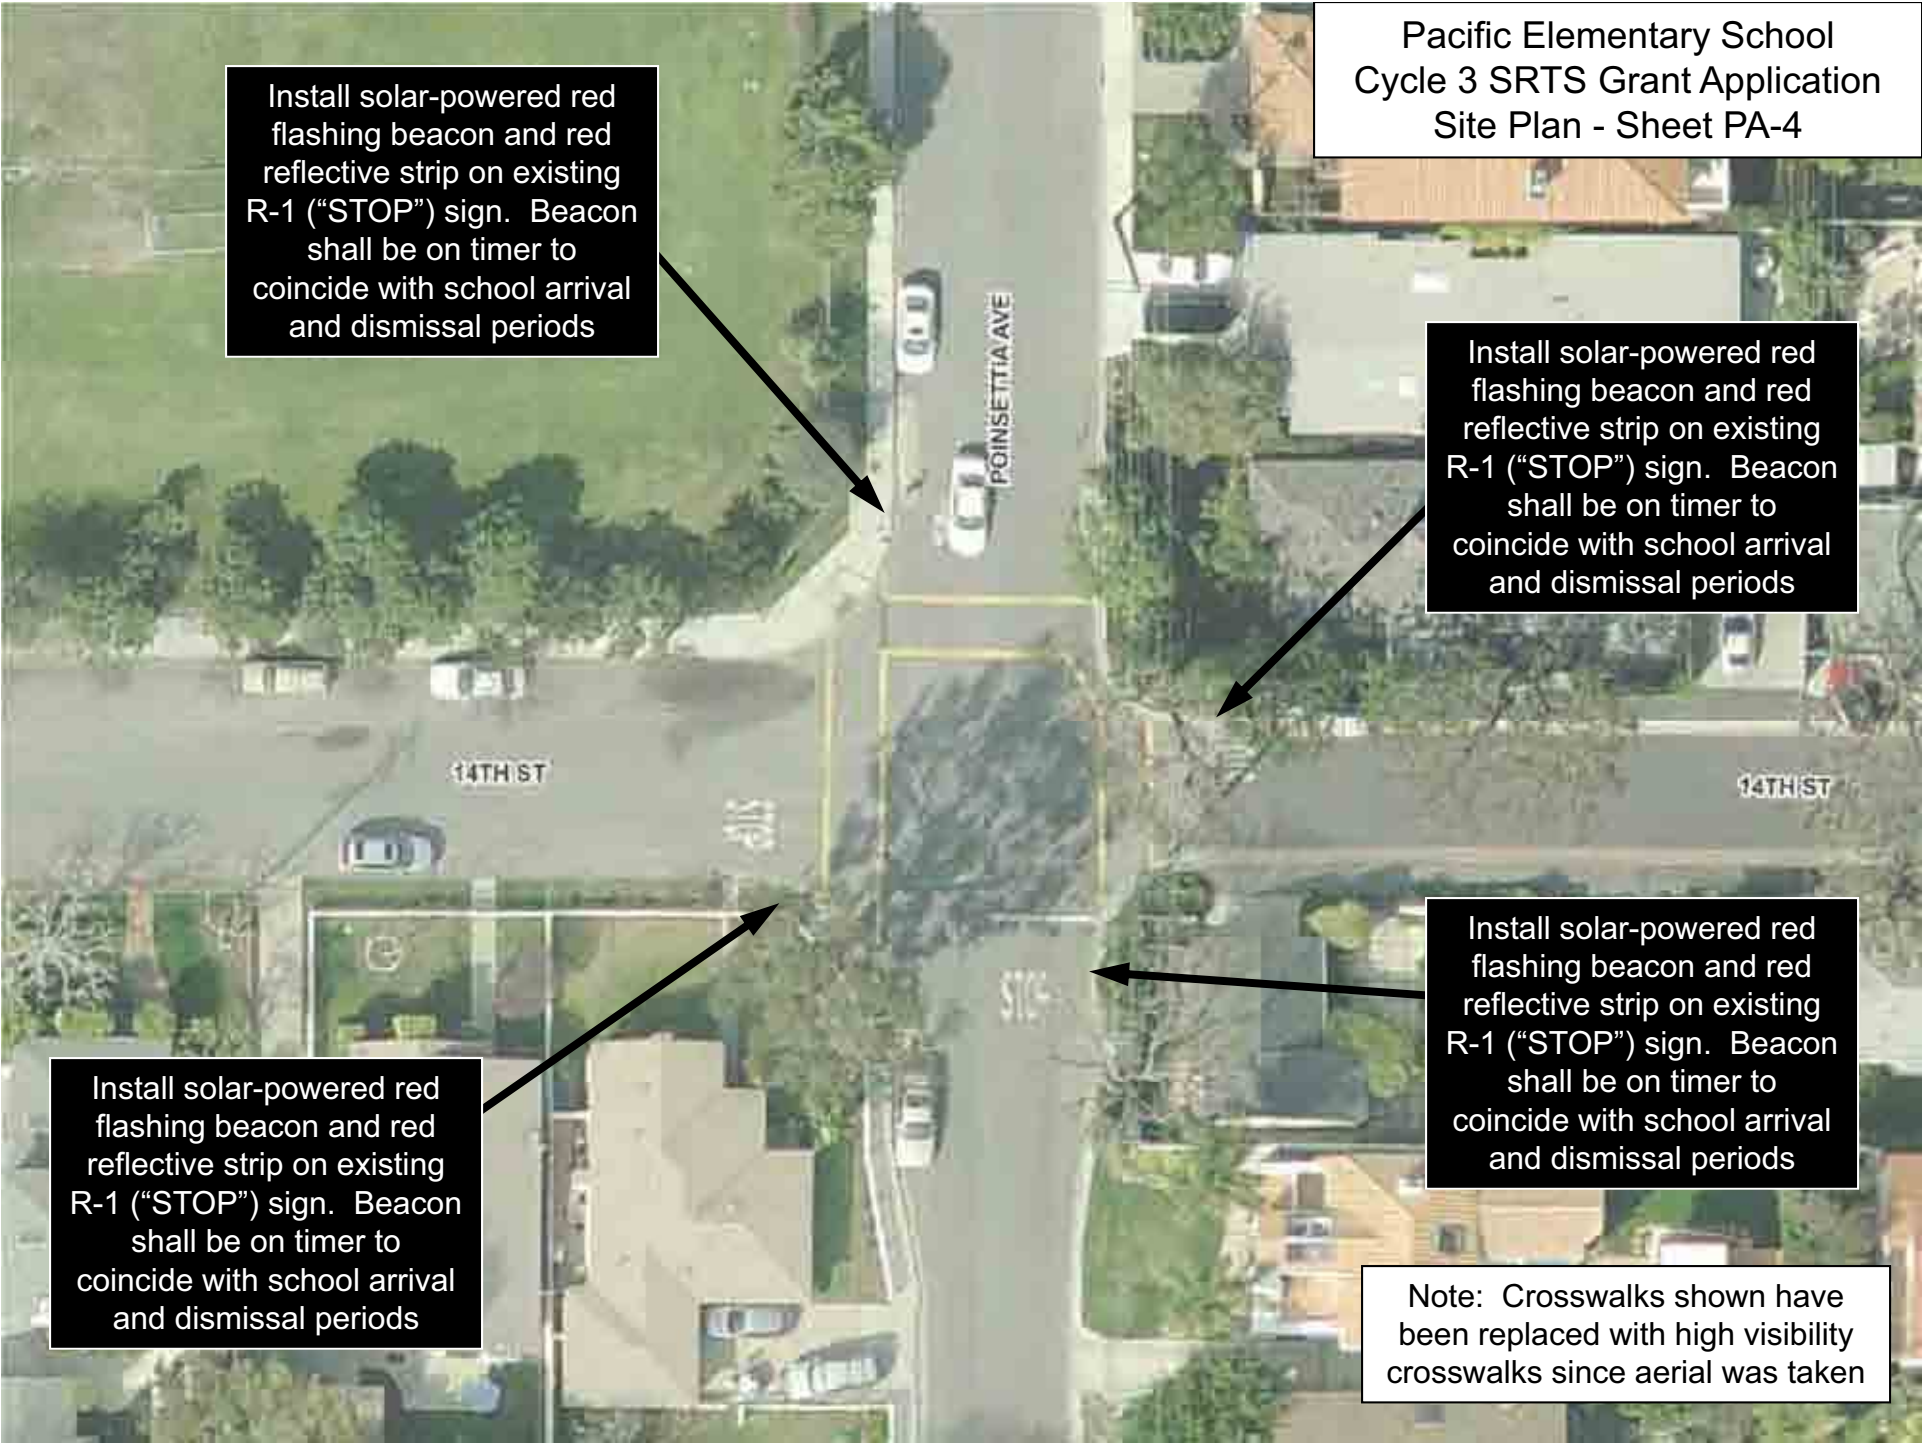 Pacific Elementary School
Cycle 3 SRTS Grant Application
Site Plan - Sheet PA-4
Install solar-powered red
flashing beacon and red
reflective strip on existing
R-1 (“STOP”) sign.  Beacon
shall be on timer to
coincide with school arrival
and dismissal periods
POINSETTIA AVE
Install solar-powered red
flashing beacon and red
reflective strip on existing
R-1 (“STOP”) sign.  Beacon
shall be on timer to
coincide with school arrival
and dismissal periods
14TH ST
STOP
14TH ST
Install solar-powered red
flashing beacon and red
reflective strip on existing
R-1 (“STOP”) sign.  Beacon
shall be on timer to
coincide with school arrival
and dismissal periods
STOP
Install solar-powered red
flashing beacon and red
reflective strip on existing
R-1 (“STOP”) sign.  Beacon
shall be on timer to
coincide with school arrival
and dismissal periods
Note:  Crosswalks shown have
been replaced with high visibility
crosswalks since aerial was taken